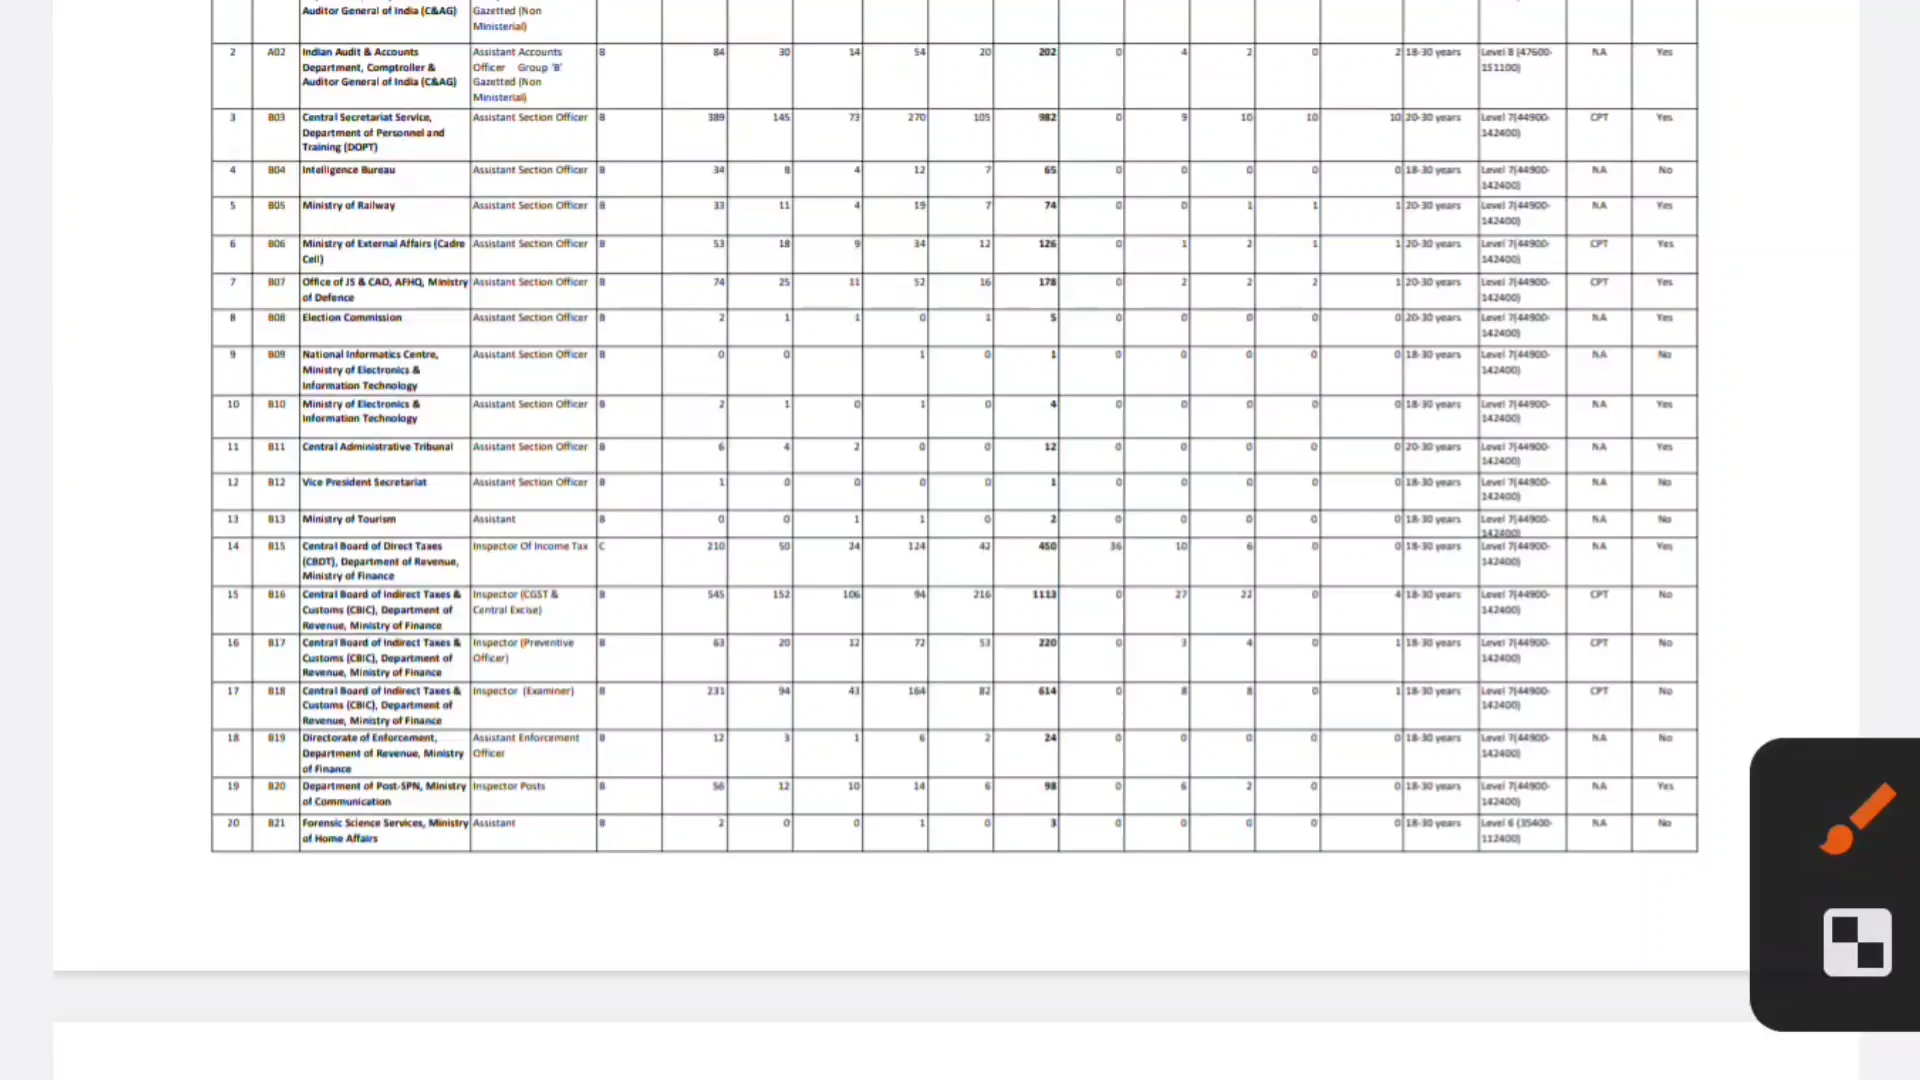 Auditor General of India (C&AG) Gazetted (Non
Ministerial)
2 A02 Indian Audit & Accounts Assistant Accounts B 84 30 14 54 20 202 0 4 2 0 2 18-30 years Level 8 (47600- NA Yes
Department, Comptroller & Officer Group 'B' 151100)
Auditor General of India (C&AG) Gazetted (Non
Ministerial)
3 B03 Central Secretariat Service, Assistant Section Officer B 389 145 73 270 105 982 0 9 10 10 10 20-30 years Level 7(44900- CPT Yes
Department of Personnel and 142400)
Training (DOPT)
4 B04 Intelligence Bureau Assistant Section Officer B 34 8 4 12 7 65 0 0 0 0 0 18-30 years Level 7(44900- NA No
142400)
5 B05 Ministry of Railway Assistant Section Officer B 33 11 4 19 7 74 0 0 1 1 1 20-30 years Level 7(44900- NA Yes
142400)
6 B06 Ministry of External Affairs (Cadre Assistant Section Officer B 53 18 9 34 12 126 0 1 2 1 1 20-30 years Level 7(44900- CPT Yes
Cell) 142400)
7 B07 Office of JS & CAO, AFHQ, Ministry Assistant Section Officer B 74 25 11 52 16 178 0 2 2 2 1 20-30 years Level 7(44900- CPT Yes
of Defence 142400)
8 B08 Election Commission Assistant Section Officer B 2 1 1 0 1 5 0 0 0 0 0 20-30 years Level 7(44900- NA Yes
142400)
9 B09 National Informatics Centre, Assistant Section Officer B 0 0 1 0 1 0 0 0 0 0 18-30 years Level 7(44900- NA No
Ministry of Electronics & 142400)
Information Technology
10 B10 Ministry of Electronics & Assistant Section Officer B 2 1 0 1 0 4 0 0 0 0 0 18-30 years Level 7(44900- NA Yes
Information Technology 142400)
11 B11 Central Administrative Tribunal Assistant Section Officer B 6 4 2 0 0 12 0 0 0 0 0 20-30 years Level 7(44900- NA Yes
142400)
12 B12 Vice President Secretariat Assistant Section Officer B 1 0 0 0 0 1 0 0 0 0 0 18-30 years Level 7(44900- NA No
142400)
13 B13 Ministry of Tourism Assistant B 0 0 1 1 0 2 0 0 0 0 0 18-30 years Level 7(44900- NA No
142400)
14 B15 Central Board of Direct Taxes Inspector Of Income Tax C 210 50 24 124 42 450 36 10 6 0 0 18-30 years Level 7(44900- NA Yes
(CBDT), Department of Revenue, 142400)
Ministry of Finance
15 B16 Central Board of Indirect Taxes & Inspector (CGST & B 545 152 106 94 216 1113 0 27 22 0 4 18-30 years Level 7(44900- CPT No
Customs (CBIC), Department of Central Excise) 142400)
Revenue, Ministry of Finance
16 B17 Central Board of Indirect Taxes & Inspector (Preventive B 63 20 12 72 53 220 0 3 4 0 1 18-30 years Level 7(44900- CPT No
Customs (CBIC), Department of Officer) 142400)
Revenue, Ministry of Finance
17 B18 Central Board of Indirect Taxes & Inspector (Examiner) B 231 94 43 164 82 614 0 8 8 0 1 18-30 years Level 7(44900- CPT No
Customs (CBIC), Department of 142400)
Revenue, Ministry of Finance
18 B19 Directorate of Enforcement, Assistant Enforcement B 12 3 1 6 2 24 0 0 0 0 0 18-30 years Level 7(44900- NA No
Department of Revenue, Ministry Officer 142400)
of Finance
19 B20 Department of Post-SPN, Ministry Inspector Posts B 56 12 10 14 6 98 0 6 2 0 0 18-30 years Level 7(44900- NA Yes
of Communication 142400)
20 B21 Forensic Science Services, Ministry Assistant B 2 0 0 1 0 3 0 0 0 0 0 18-30 years Level 6 (35400- NA No
of Home Affairs 112400)